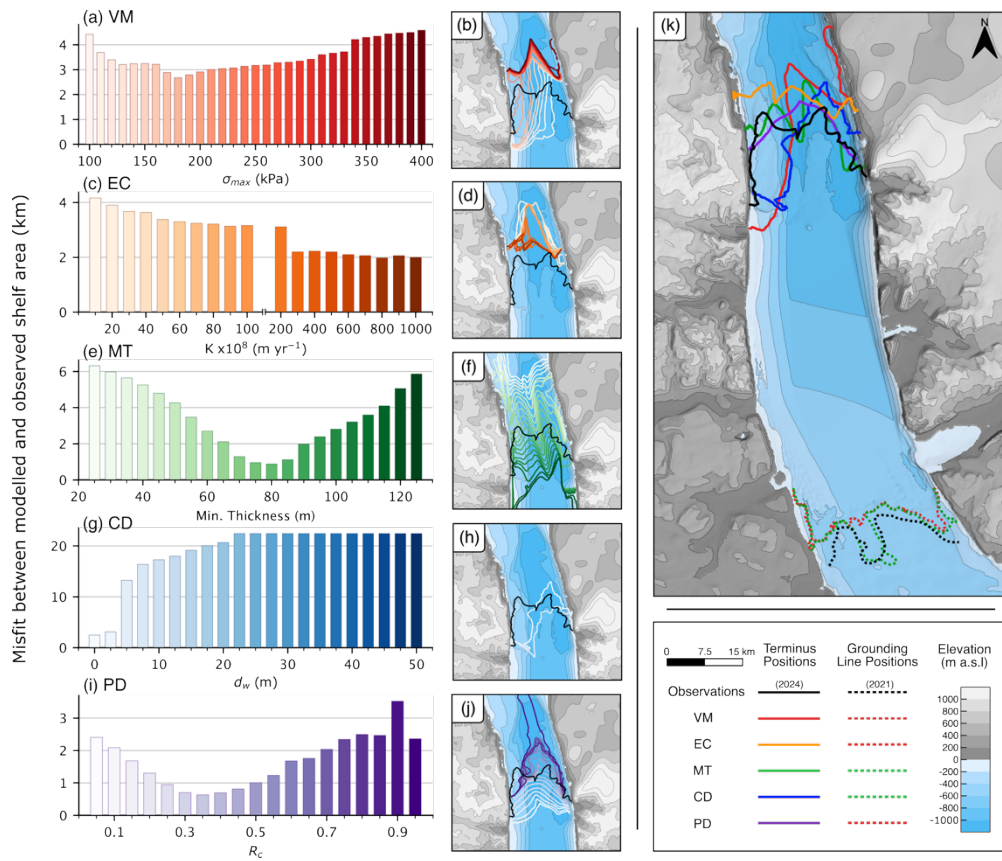 Misfit between modelled and observed shelf area (km)
(a) VM
4
3
2
1
0
100 150 200 250 300 350 400
σmax (kPa)
(b)
(c) EC
4
2
0
20 40 60 80 100 200 400 600 800 1000
K x10⁸ (m yr⁻¹)
(d)
(e) MT
6
4
2
0
20 40 60 80 100 120
Min. Thickness (m)
(f)
(g) CD
20
10
0
0 10 20 30 40 50
dw (m)
(h)
(i) PD
3
2
1
0
0.1 0.3 0.5 0.7 0.9
Rc
(j)
(k)
N
0 7.5 15 km
Terminus Positions
Grounding Line Positions
Elevation (m a.s.l)
Observations (2024) (2021)
VM
EC
MT
CD
PD
1000
800
600
400
200
0
-200
-400
-600
-800
-1000